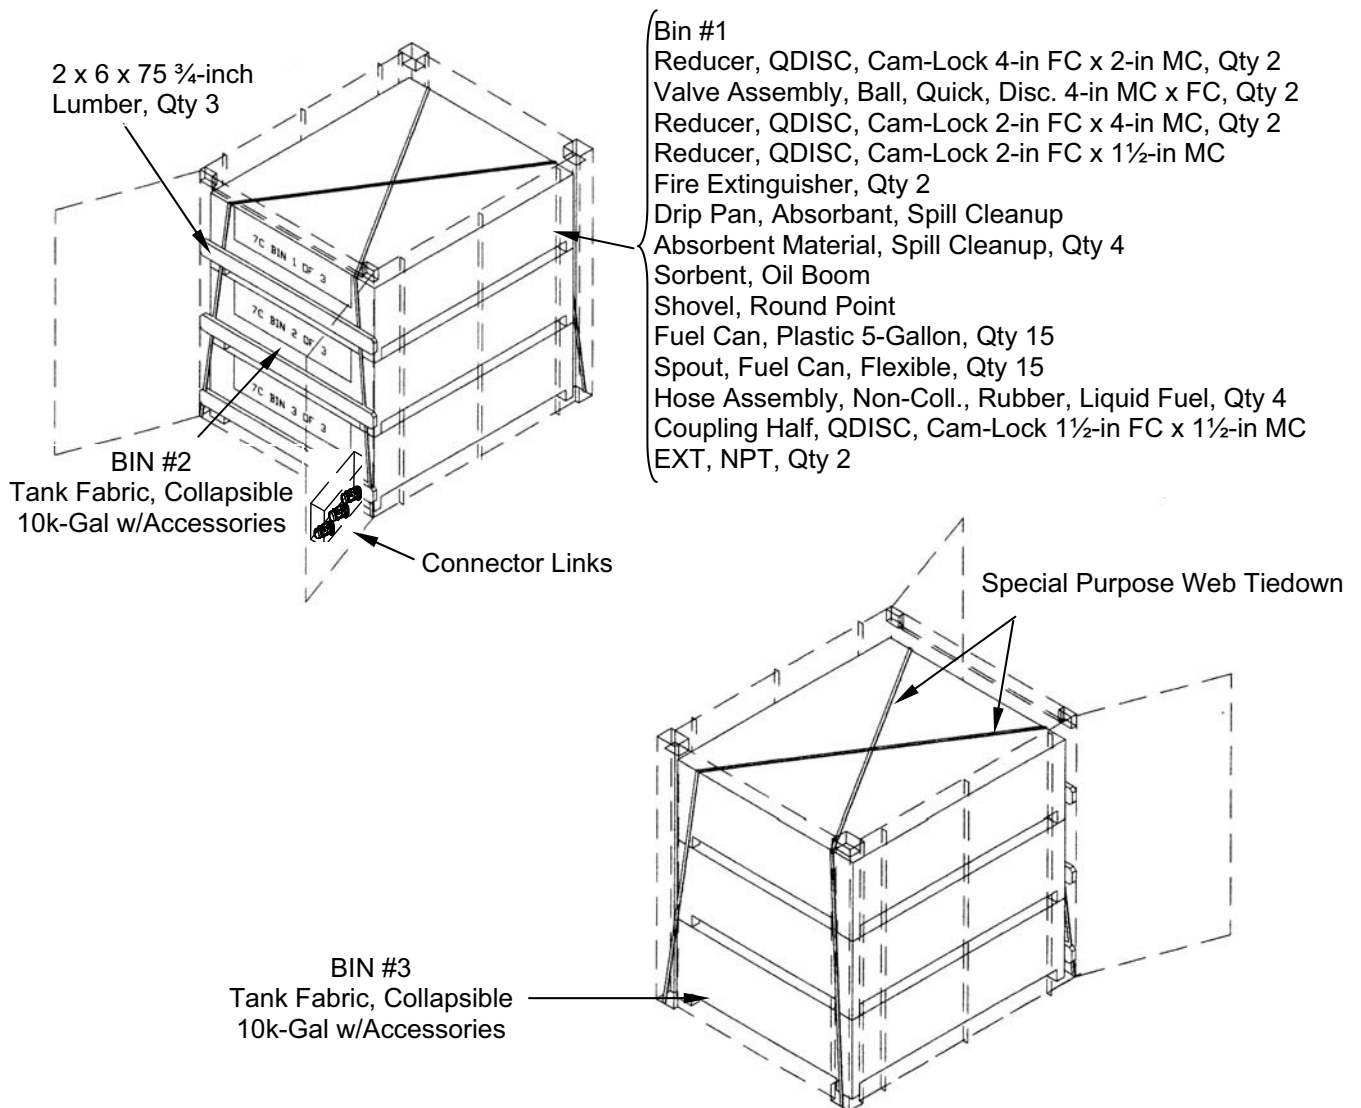 2 x 6 x 75 ¾-inch
Lumber, Qty 3
Bin #1
Reducer, QDISC, Cam-Lock 4-in FC x 2-in MC, Qty 2
Valve Assembly, Ball, Quick, Disc. 4-in MC x FC, Qty 2
Reducer, QDISC, Cam-Lock 2-in FC x 4-in MC, Qty 2
Reducer, QDISC, Cam-Lock 2-in FC x 1½-in MC
Fire Extinguisher, Qty 2
Drip Pan, Absorbant, Spill Cleanup
Absorbent Material, Spill Cleanup, Qty 4
Sorbent, Oil Boom
Shovel, Round Point
Fuel Can, Plastic 5-Gallon, Qty 15
Spout, Fuel Can, Flexible, Qty 15
Hose Assembly, Non-Coll., Rubber, Liquid Fuel, Qty 4
Coupling Half, QDISC, Cam-Lock 1½-in FC x 1½-in MC
EXT, NPT, Qty 2
7C BIN 1 OF 3
7C BIN 2 OF 3
7C BIN 3 OF 3
BIN #2
Tank Fabric, Collapsible
10k-Gal w/Accessories
Connector Links
Special Purpose Web Tiedown
BIN #3
Tank Fabric, Collapsible
10k-Gal w/Accessories